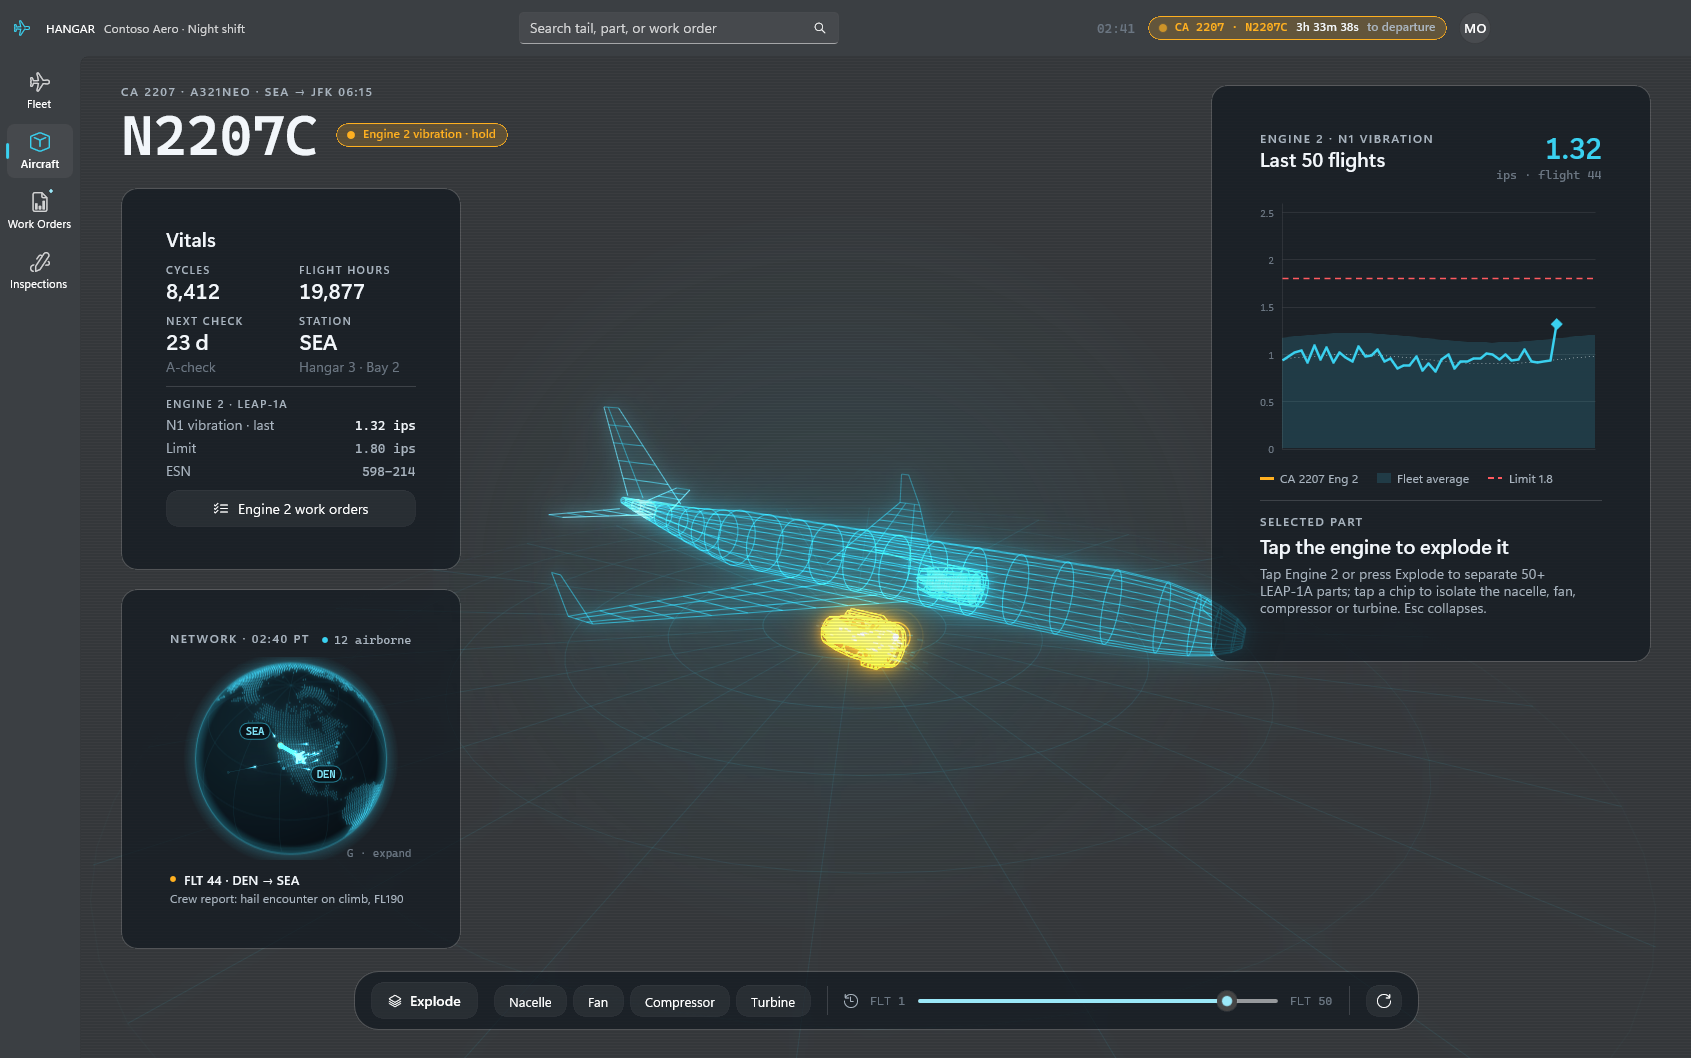 HANGAR Contoso Aero · Night shift
Search tail, part, or work order
02:41
CA 2207 · N2207C 3h 33m 38s to departure
MO
Fleet
Aircraft
Work Orders
Inspections
CA 2207 · A321NEO · SEA → JFK 06:15
N2207C
Engine 2 vibration · hold
Vitals
CYCLES FLIGHT HOURS
8,412 19,877
NEXT CHECK STATION
23 d SEA
A-check Hangar 3 · Bay 2
ENGINE 2 · LEAP-1A
N1 vibration · last 1.32 ips
Limit 1.80 ips
ESN 598-214
Engine 2 work orders
NETWORK · 02:40 PT 12 airborne
SEA
DEN
G · expand
FLT 44 · DEN → SEA
Crew report: hail encounter on climb, FL190
ENGINE 2 · N1 VIBRATION
Last 50 flights
1.32
ips · flight 44
2.5
2
1.5
1
0.5
0
CA 2207 Eng 2 Fleet average Limit 1.8
SELECTED PART
Tap the engine to explode it
Tap Engine 2 or press Explode to separate 50+
LEAP-1A parts; tap a chip to isolate the nacelle, fan,
compressor or turbine. Esc collapses.
Explode Nacelle Fan Compressor Turbine FLT 1 FLT 50